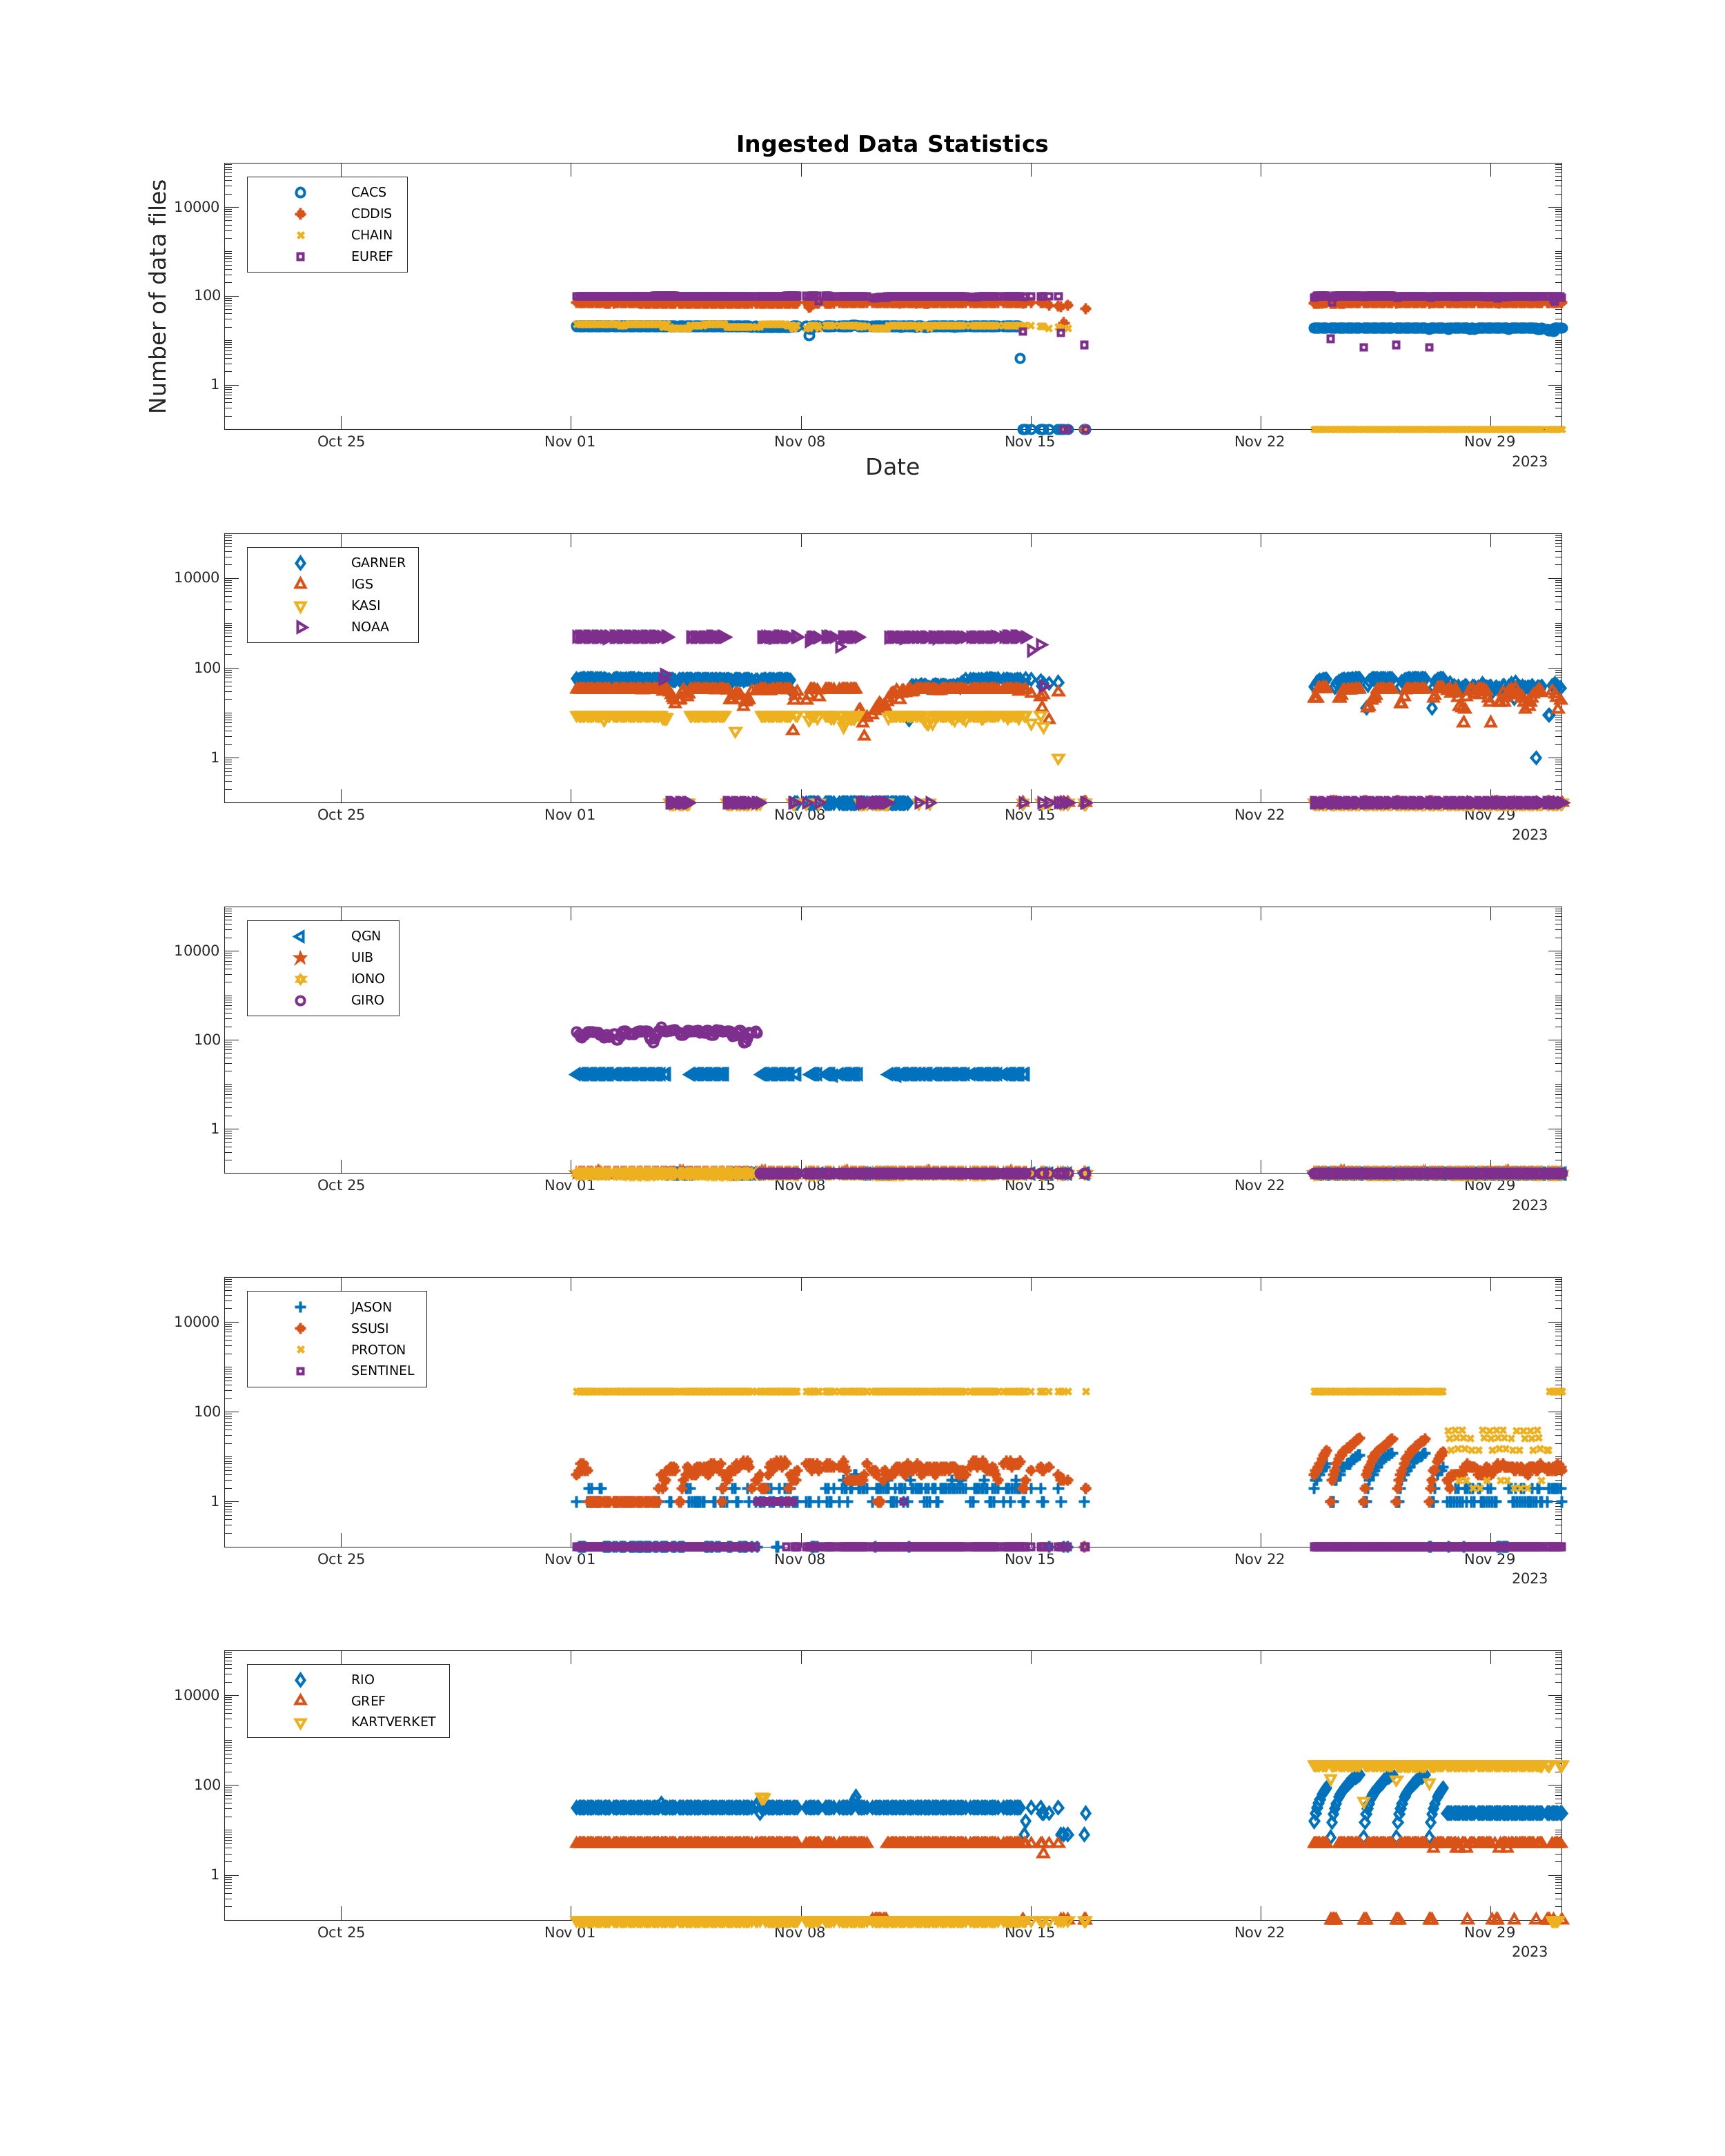 Ingested Data Statistics
Number of data files
CACS
CDDIS
CHAIN
EUREF
10000
100
1
Oct 25
Nov 01
Nov 08
Nov 15
Nov 22
Nov 29
2023
Date
GARNER
IGS
KASI
NOAA
10000
100
1
Oct 25
Nov 01
Nov 08
Nov 15
Nov 22
Nov 29
2023
QGN
UIB
IONO
GIRO
10000
100
1
Oct 25
Nov 01
Nov 08
Nov 15
Nov 22
Nov 29
2023
JASON
SSUSI
PROTON
SENTINEL
10000
100
1
Oct 25
Nov 01
Nov 08
Nov 15
Nov 22
Nov 29
2023
RIO
GREF
KARTVERKET
10000
100
1
Oct 25
Nov 01
Nov 08
Nov 15
Nov 22
Nov 29
2023